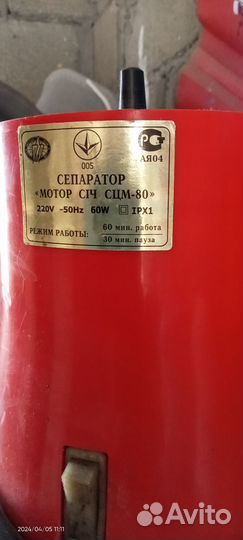 005
АЯ04
СЕПАРАТОР
«МОТОР СІЧ СЦМ-80»
220V ~50Hz 60W IPX1
РЕЖИМ РАБОТЫ: 60 мин. работа
30 мин. пауза
2024/04/05 11:11
Avito